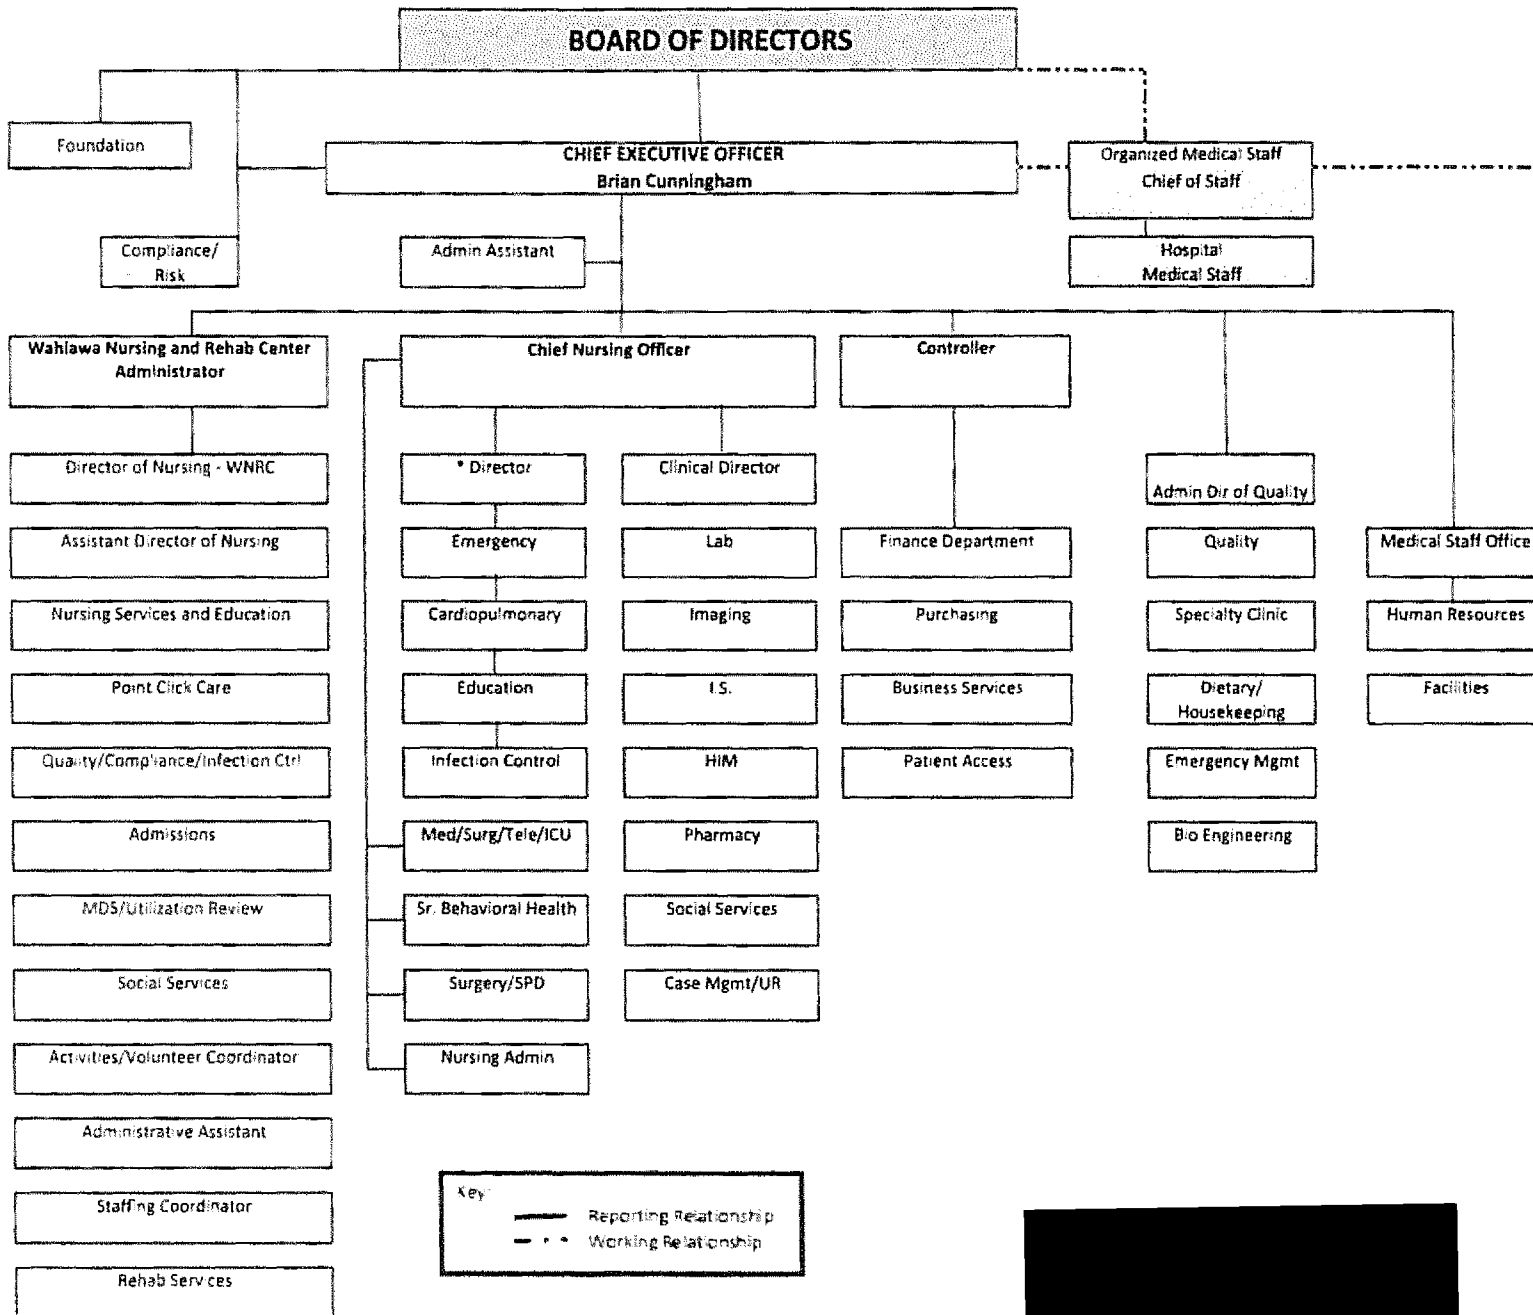 BOARD OF DIRECTORS
Foundation
CHIEF EXECUTIVE OFFICER
Brian Cunningham
Organized Medical Staff
Chief of Staff
Compliance/
Risk
Admin Assistant
Hospital
Medical Staff
Wahiawa Nursing and Rehab Center
Administrator
Chief Nursing Officer
Controller
Director of Nursing - WNRC
* Director
Clinical Director
Admin Dir of Quality
Assistant Director of Nursing
Emergency
Lab
Finance Department
Quality
Medical Staff Office
Nursing Services and Education
Cardiopulmonary
Imaging
Purchasing
Specialty Clinic
Human Resources
Point Click Care
Education
I.S.
Business Services
Dietary/
Housekeeping
Facilities
Quality/Compliance/Infection Ctrl
Infection Control
HIM
Patient Access
Emergency Mgmt
Admissions
Med/Surg/Tele/ICU
Pharmacy
Bio Engineering
MDS/Utilization Review
Sr. Behavioral Health
Social Services
Social Services
Surgery/SPD
Case Mgmt/UR
Activities/Volunteer Coordinator
Nursing Admin
Administrative Assistant
Staffing Coordinator
Rehab Services
Key:
Reporting Relationship
Working Relationship